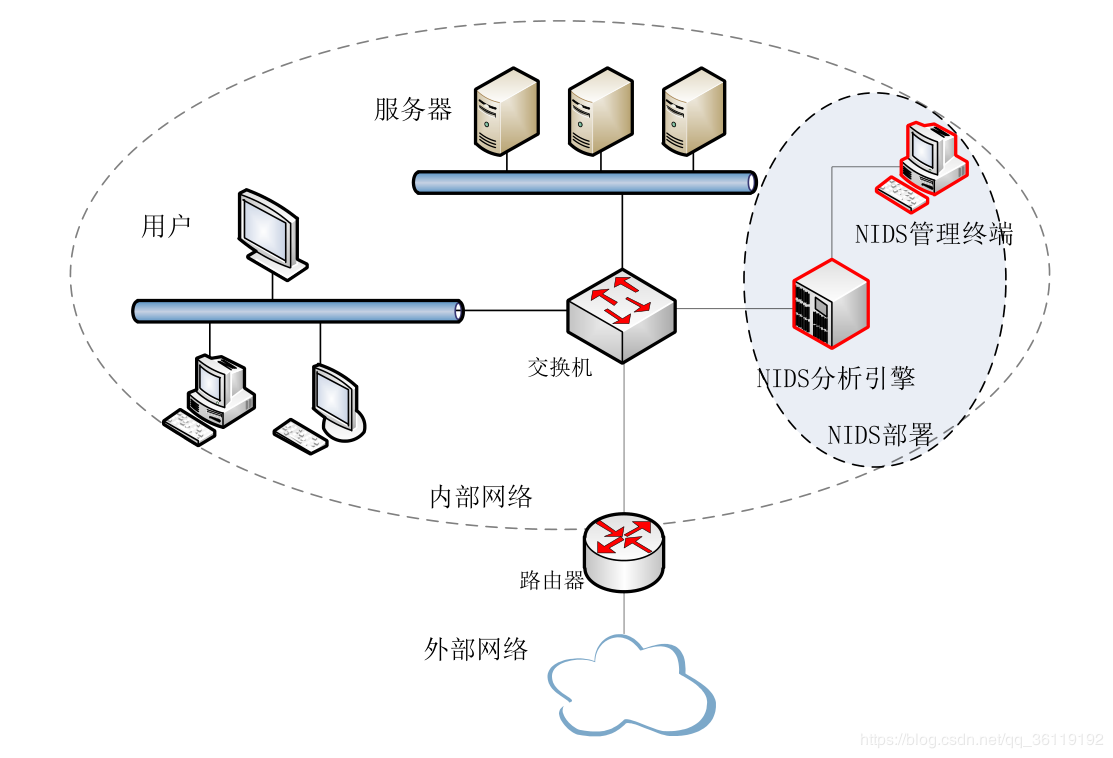 服务器
用户
NIDS管理终端
交换机
NIDS分析引擎
NIDS部署
内部网络
路由器
外部网络
https://blog.csdn.net/qq_36119192